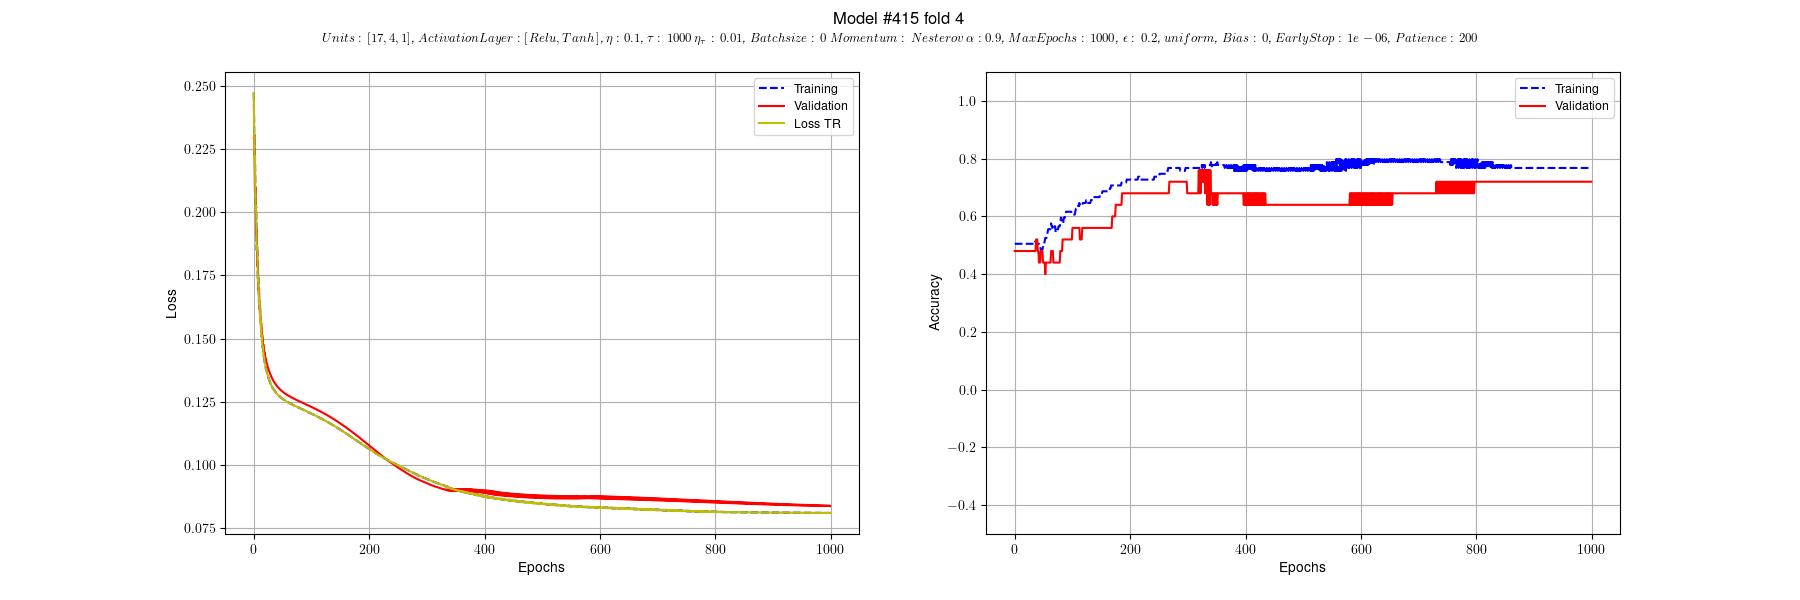 Model #415 fold 4
Units : [17, 4, 1], ActivationLayer : [Relu, Tanh], η : 0.1, τ : 1000 ητ : 0.01, Batchsize : 0 Momentum : Nesterov α : 0.9, MaxEpochs : 1000, ϵ : 0.2, uniform, Bias : 0, EarlyStop : 1e − 06, Patience : 200
Loss
0.250
0.225
0.200
0.175
0.150
0.125
0.100
0.075
0 200 400 600 800 1000
Epochs
Training
Validation
Loss TR
Accuracy
1.0
0.8
0.6
0.4
0.2
0.0
−0.2
−0.4
0 200 400 600 800 1000
Epochs
Training
Validation